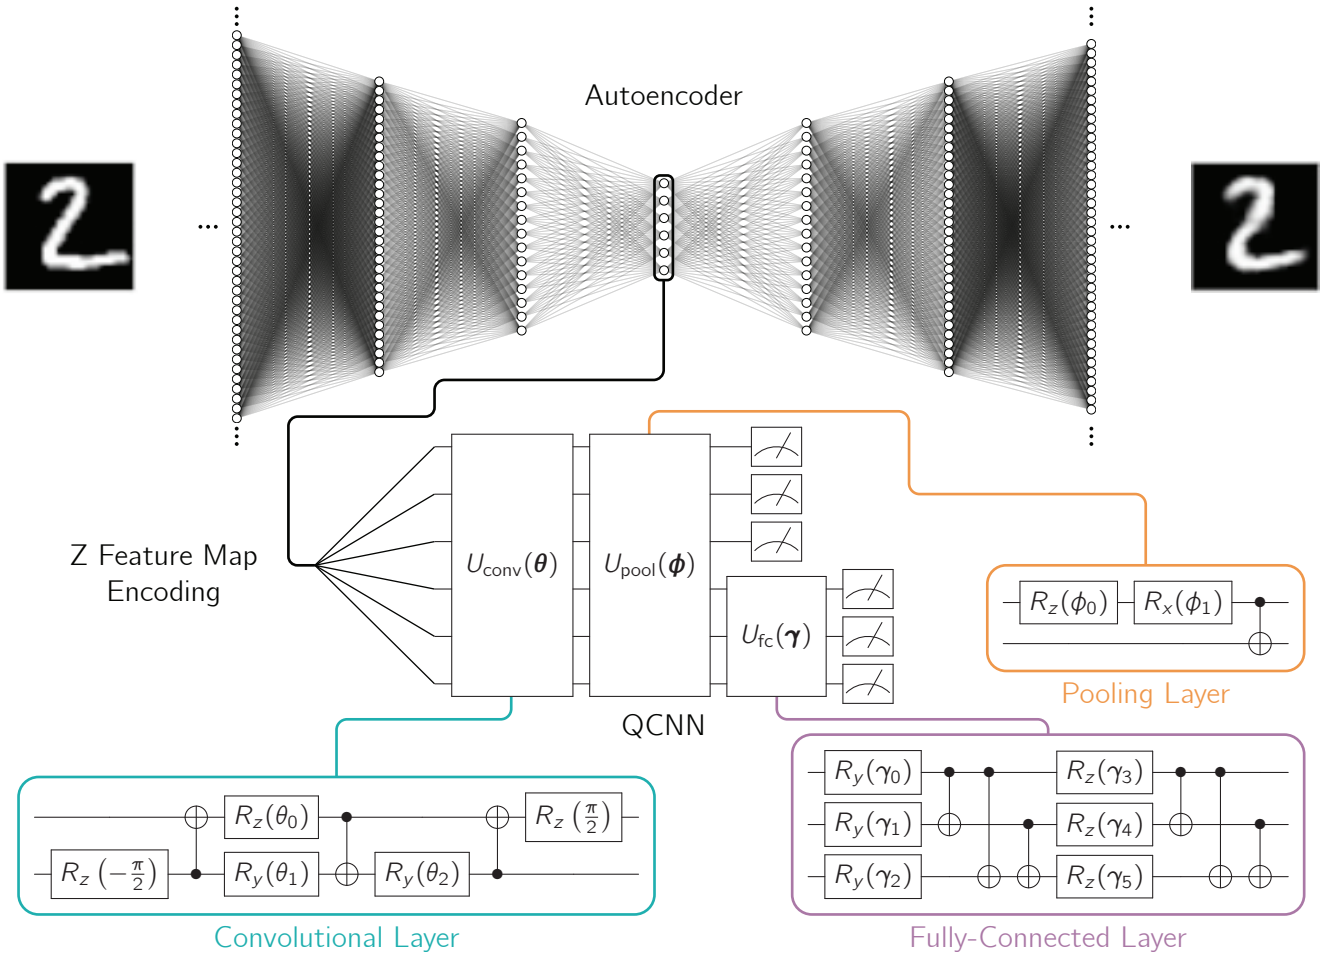 Autoencoder
2
...
...
2
Z Feature Map
Encoding
U_conv(θ)
U_pool(ϕ)
U_fc(γ)
QCNN
R_z(ϕ_0)
R_x(ϕ_1)
Pooling Layer
R_z(θ_0)
R_z(π/2)
R_z(−π/2)
R_y(θ_1)
R_y(θ_2)
Convolutional Layer
R_y(γ_0)
R_z(γ_3)
R_y(γ_1)
R_z(γ_4)
R_y(γ_2)
R_z(γ_5)
Fully-Connected Layer